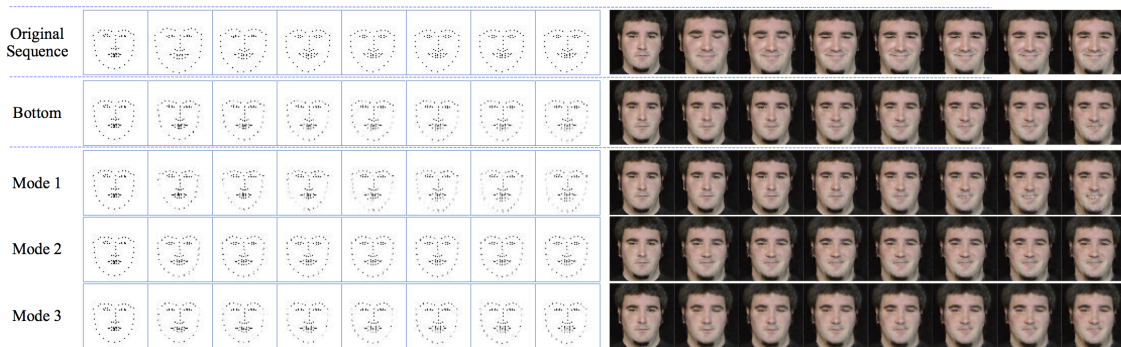 Original
Sequence
Bottom
Mode 1
Mode 2
Mode 3